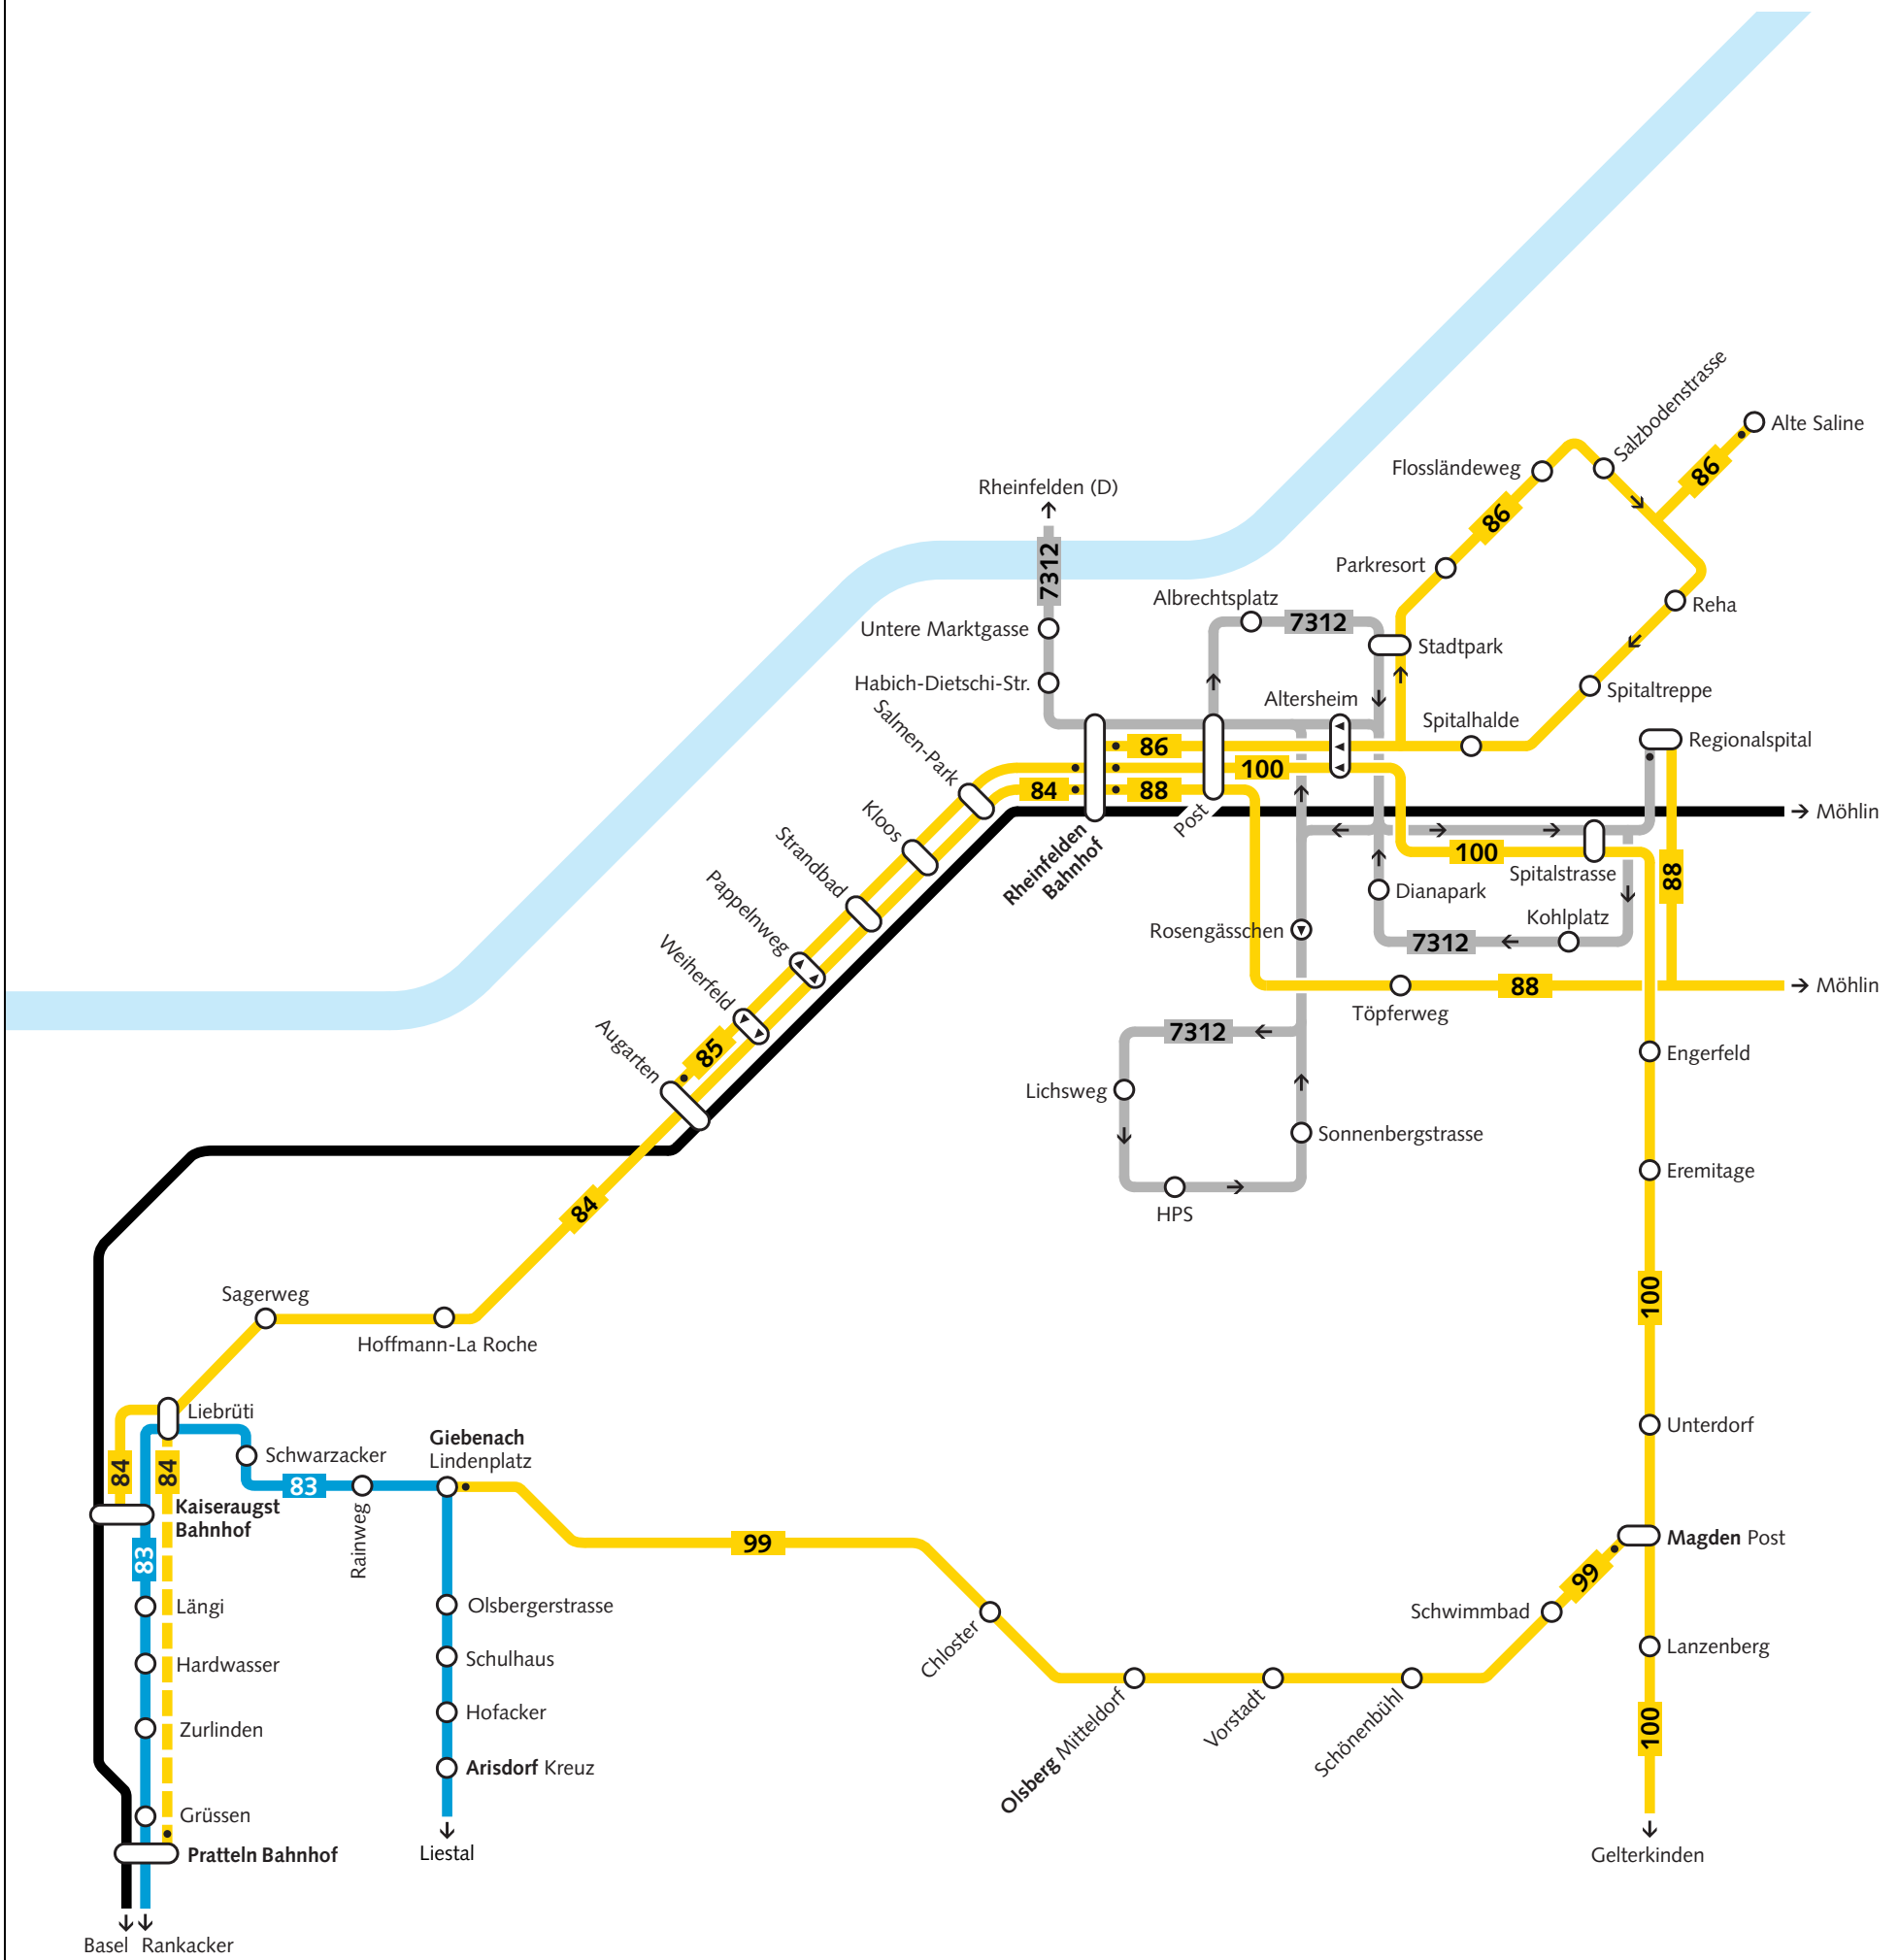 Salzbodenstrasse
Alte Saline
Flossländeweg
86
Rheinfelden (D)
86
7312
Parkresort
Albrechtsplatz
7312
Reha
Untere Marktgasse
Stadtpark
Habich-Dietschi-Str.
Spitaltreppe
Altersheim
Salmen-Park
Spitalhalde
Regionalspital
86
100
84
88
Kloos
Post
Möhlin
Strandbad
Rheinfelden
Bahnhof
100
Spitalstrasse
88
Pappelnweg
Dianapark
Kohlplatz
Rosengässchen
7312
Weiherfeld
88
Möhlin
Töpferweg
Augarten
85
7312
Engerfeld
Lichsweg
Sonnenbergstrasse
Eremitage
84
HPS
Sagerweg
100
Hoffmann-La Roche
Liebrüti
Unterdorf
Giebenach
Lindenplatz
Schwarzacker
84
84
83
Kaiseraugst
Bahnhof
Rainweg
83
99
Magden Post
99
Längi
Olsbergerstrasse
Schwimmbad
Chloster
Lanzenberg
Hardwasser
Schulhaus
Zurlinden
Hofacker
Olsberg Mitteldorf
Vorstadt
Schönenbühl
100
Arisdorf Kreuz
Grüssen
Pratteln Bahnhof
Liestal
Gelterkinden
Basel
Rankacker